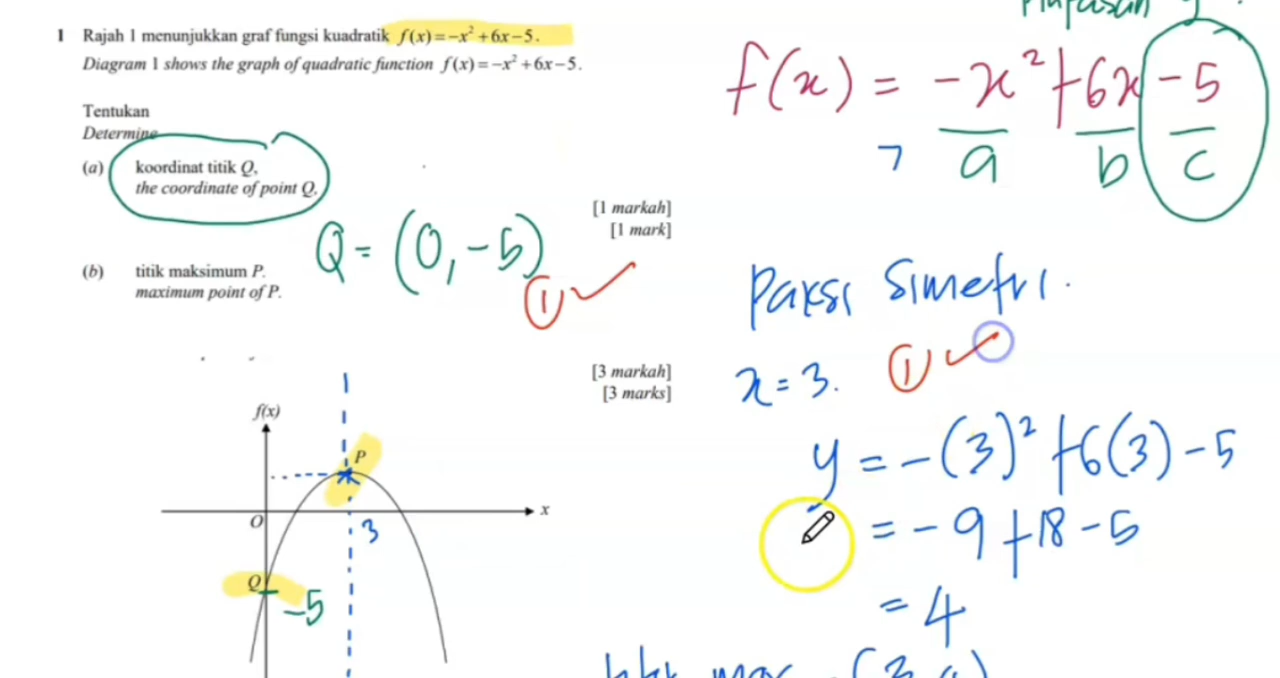 1 Rajah 1 menunjukkan graf fungsi kuadratik f(x)=-x²+6x-5.
Diagram 1 shows the graph of quadratic function f(x)=-x²+6x-5.
Tentukan
Determine
(a) koordinat titik Q,
the coordinate of point Q.
[1 markah]
[1 mark]
Q = (0, -5)
① ✓
(b) titik maksimum P.
maximum point of P.
[3 markah]
[3 marks]
f(x)
P
O
x
3
Q
-5
f(x) = -x² + 6x - 5
a b c
Paksi Simetri.
x = 3. ① ✓
y = -(3)² + 6(3) - 5
= -9 + 18 - 5
= 4